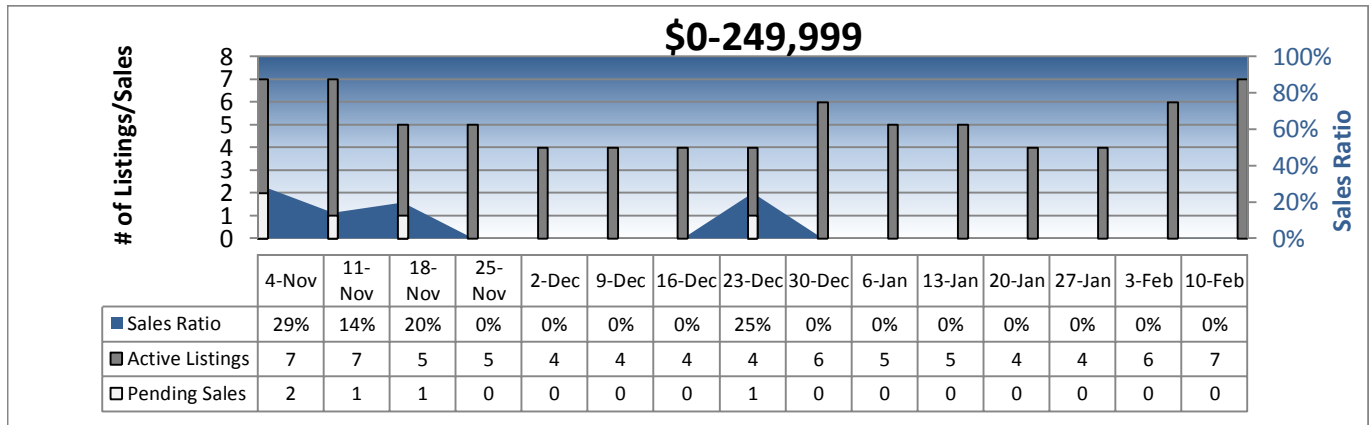 $0-249,999
# of Listings/Sales
8
7
6
5
4
3
2
1
0
100%
80%
60%
40%
20%
0%
Sales Ratio
4-Nov 11-Nov 18-Nov 25-Nov 2-Dec 9-Dec 16-Dec 23-Dec 30-Dec 6-Jan 13-Jan 20-Jan 27-Jan 3-Feb 10-Feb
Sales Ratio 29% 14% 20% 0% 0% 0% 0% 25% 0% 0% 0% 0% 0% 0% 0%
Active Listings 7 7 5 5 4 4 4 4 6 5 5 4 4 6 7
Pending Sales 2 1 1 0 0 0 0 1 0 0 0 0 0 0 0